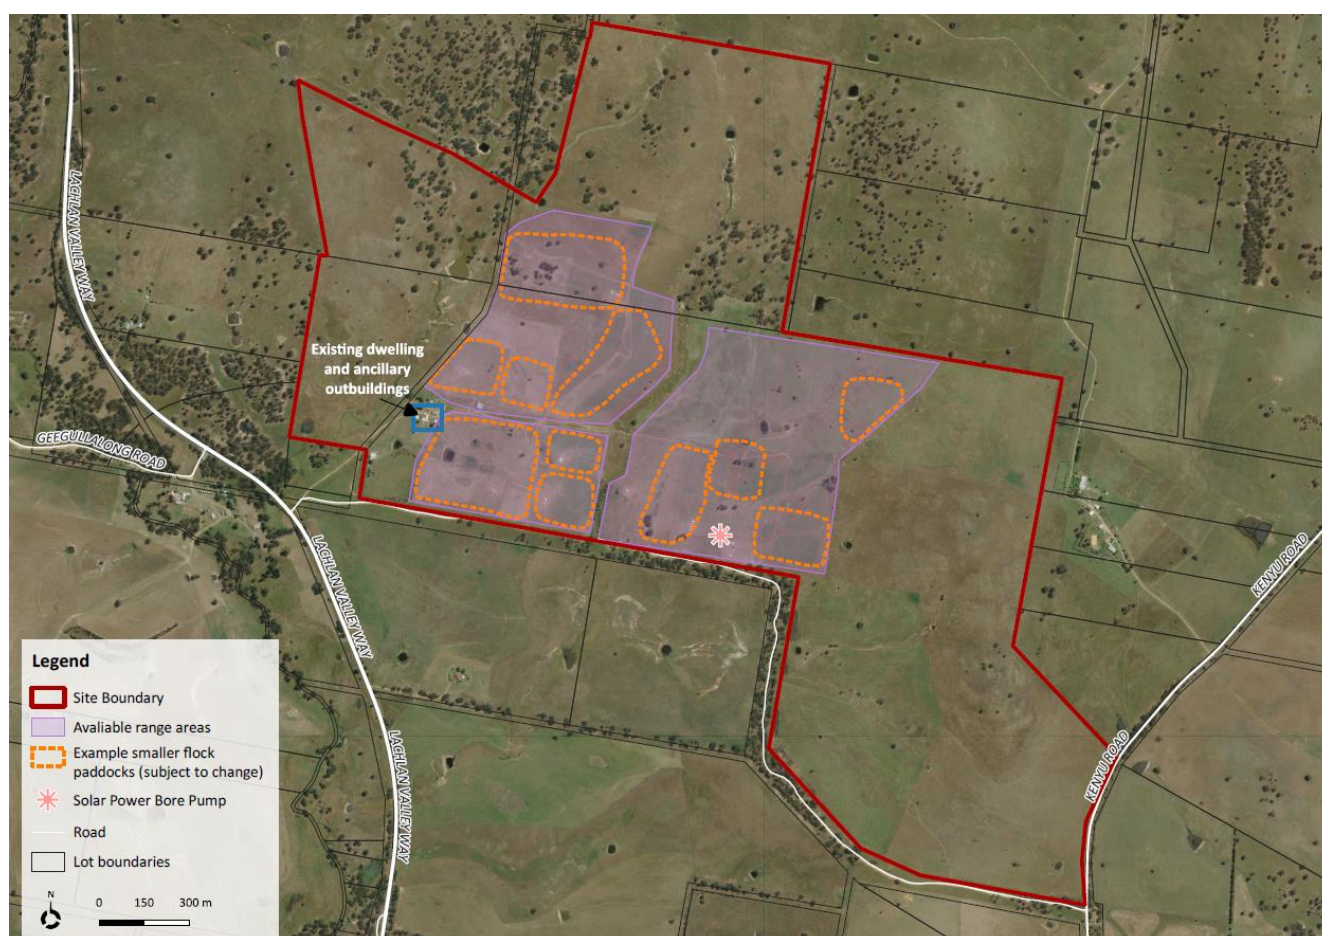 LACHLAN VALLEY WAY
Existing dwelling
and ancillary
outbuildings
GEEGULLALONG ROAD
LACHLAN VALLEY WAY
KENYU ROAD
LACHLAN VALLEY WAY
KENYU ROAD
Legend
Site Boundary
Avaliable range areas
Example smaller flock
paddocks (subject to change)
Solar Power Bore Pump
Road
Lot boundaries
N
0 150 300 m